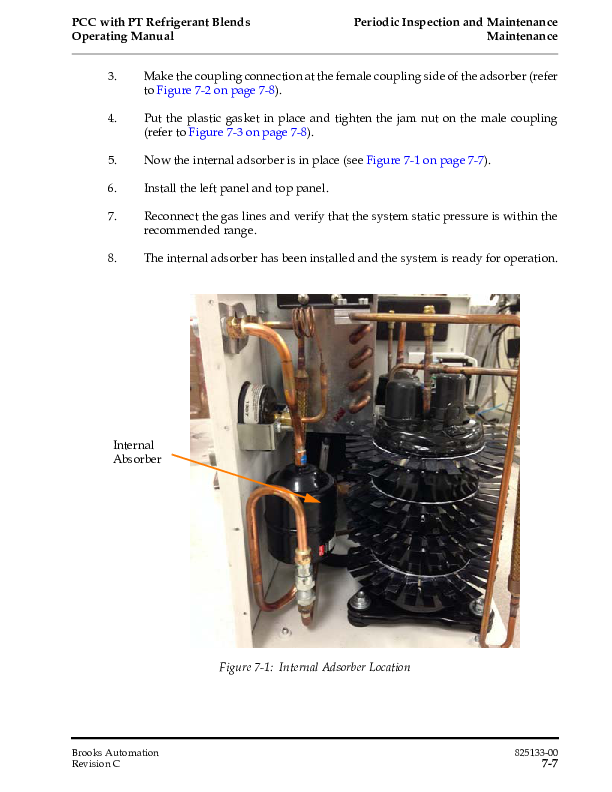 PCC with PT Refrigerant Blends
Operating Manual
Periodic Inspection and Maintenance
Maintenance
3. Make the coupling connection at the female coupling side of the adsorber (refer
to Figure 7-2 on page 7-8).
4. Put the plastic gasket in place and tighten the jam nut on the male coupling
(refer to Figure 7-3 on page 7-8).
5. Now the internal adsorber is in place (see Figure 7-1 on page 7-7).
6. Install the left panel and top panel.
7. Reconnect the gas lines and verify that the system static pressure is within the
recommended range.
8. The internal adsorber has been installed and the system is ready for operation.
Internal
Absorber
Figure 7-1: Internal Adsorber Location
Brooks Automation
Revision C
825133-00
7-7